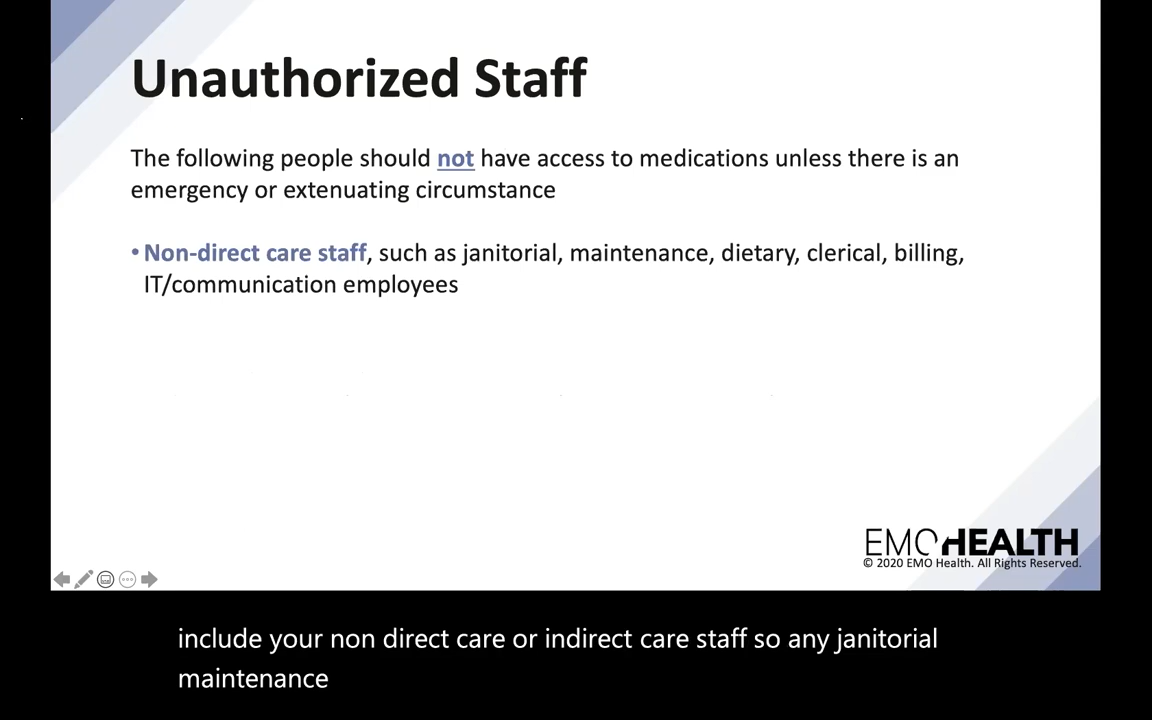 Unauthorized Staff
The following people should not have access to medications unless there is an
emergency or extenuating circumstance
• Non-direct care staff, such as janitorial, maintenance, dietary, clerical, billing,
IT/communication employees
EMOHEALTH
© 2020 EMO Health. All Rights Reserved.
include your non direct care or indirect care staff so any janitorial
maintenance